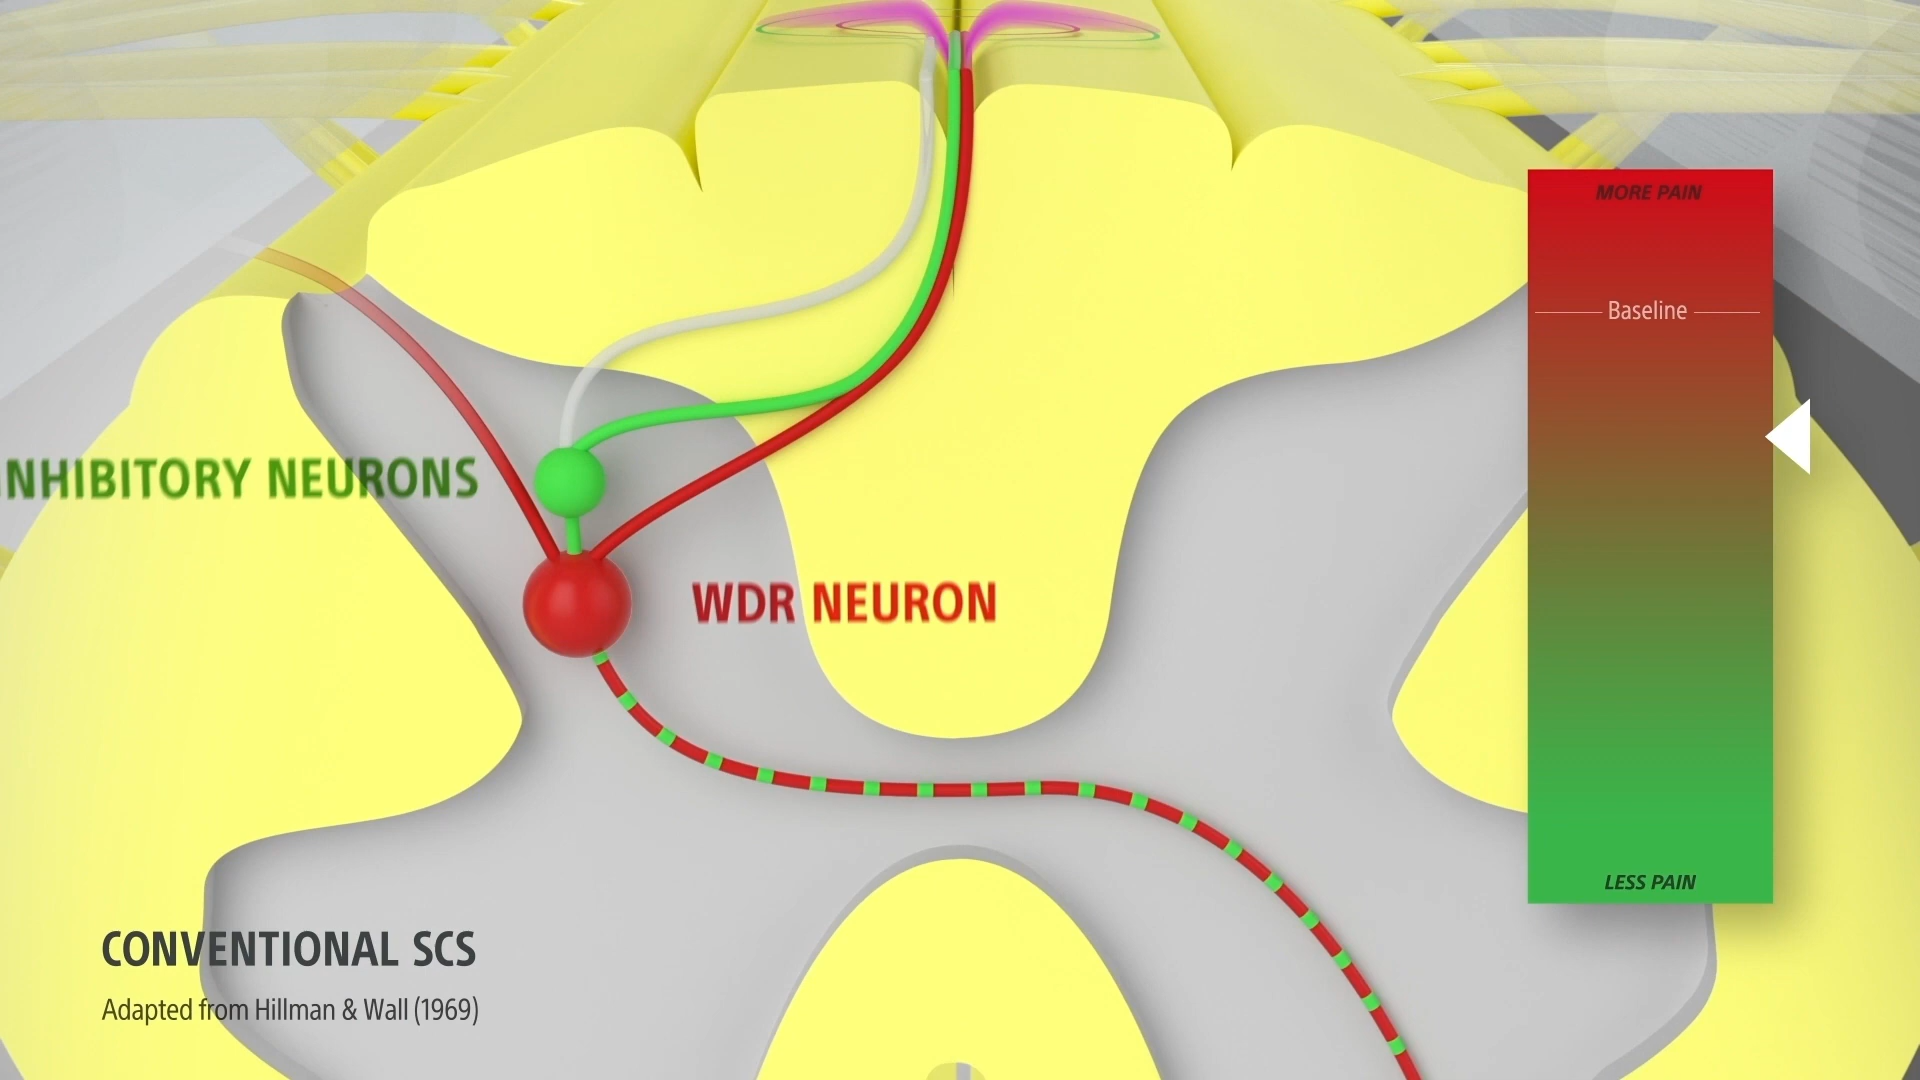 MORE PAIN
Baseline
NHIBITORY NEURONS
WDR NEURON
LESS PAIN
CONVENTIONAL SCS
Adapted from Hillman & Wall (1969)